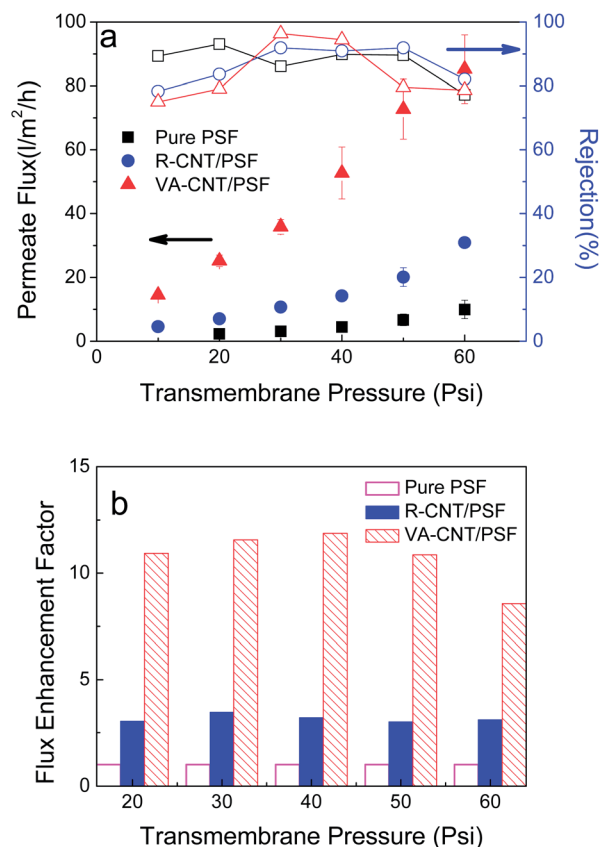 a
100
80
60
40
20
0
Permeate Flux(l/m²/h)
100
80
60
40
20
0
Rejection(%)
Pure PSF
R-CNT/PSF
VA-CNT/PSF
0 20 40 60
Transmembrane Pressure (Psi)
b
15
10
5
0
Flux Enhancement Factor
Pure PSF
R-CNT/PSF
VA-CNT/PSF
20 30 40 50 60
Transmembrane Pressure (Psi)